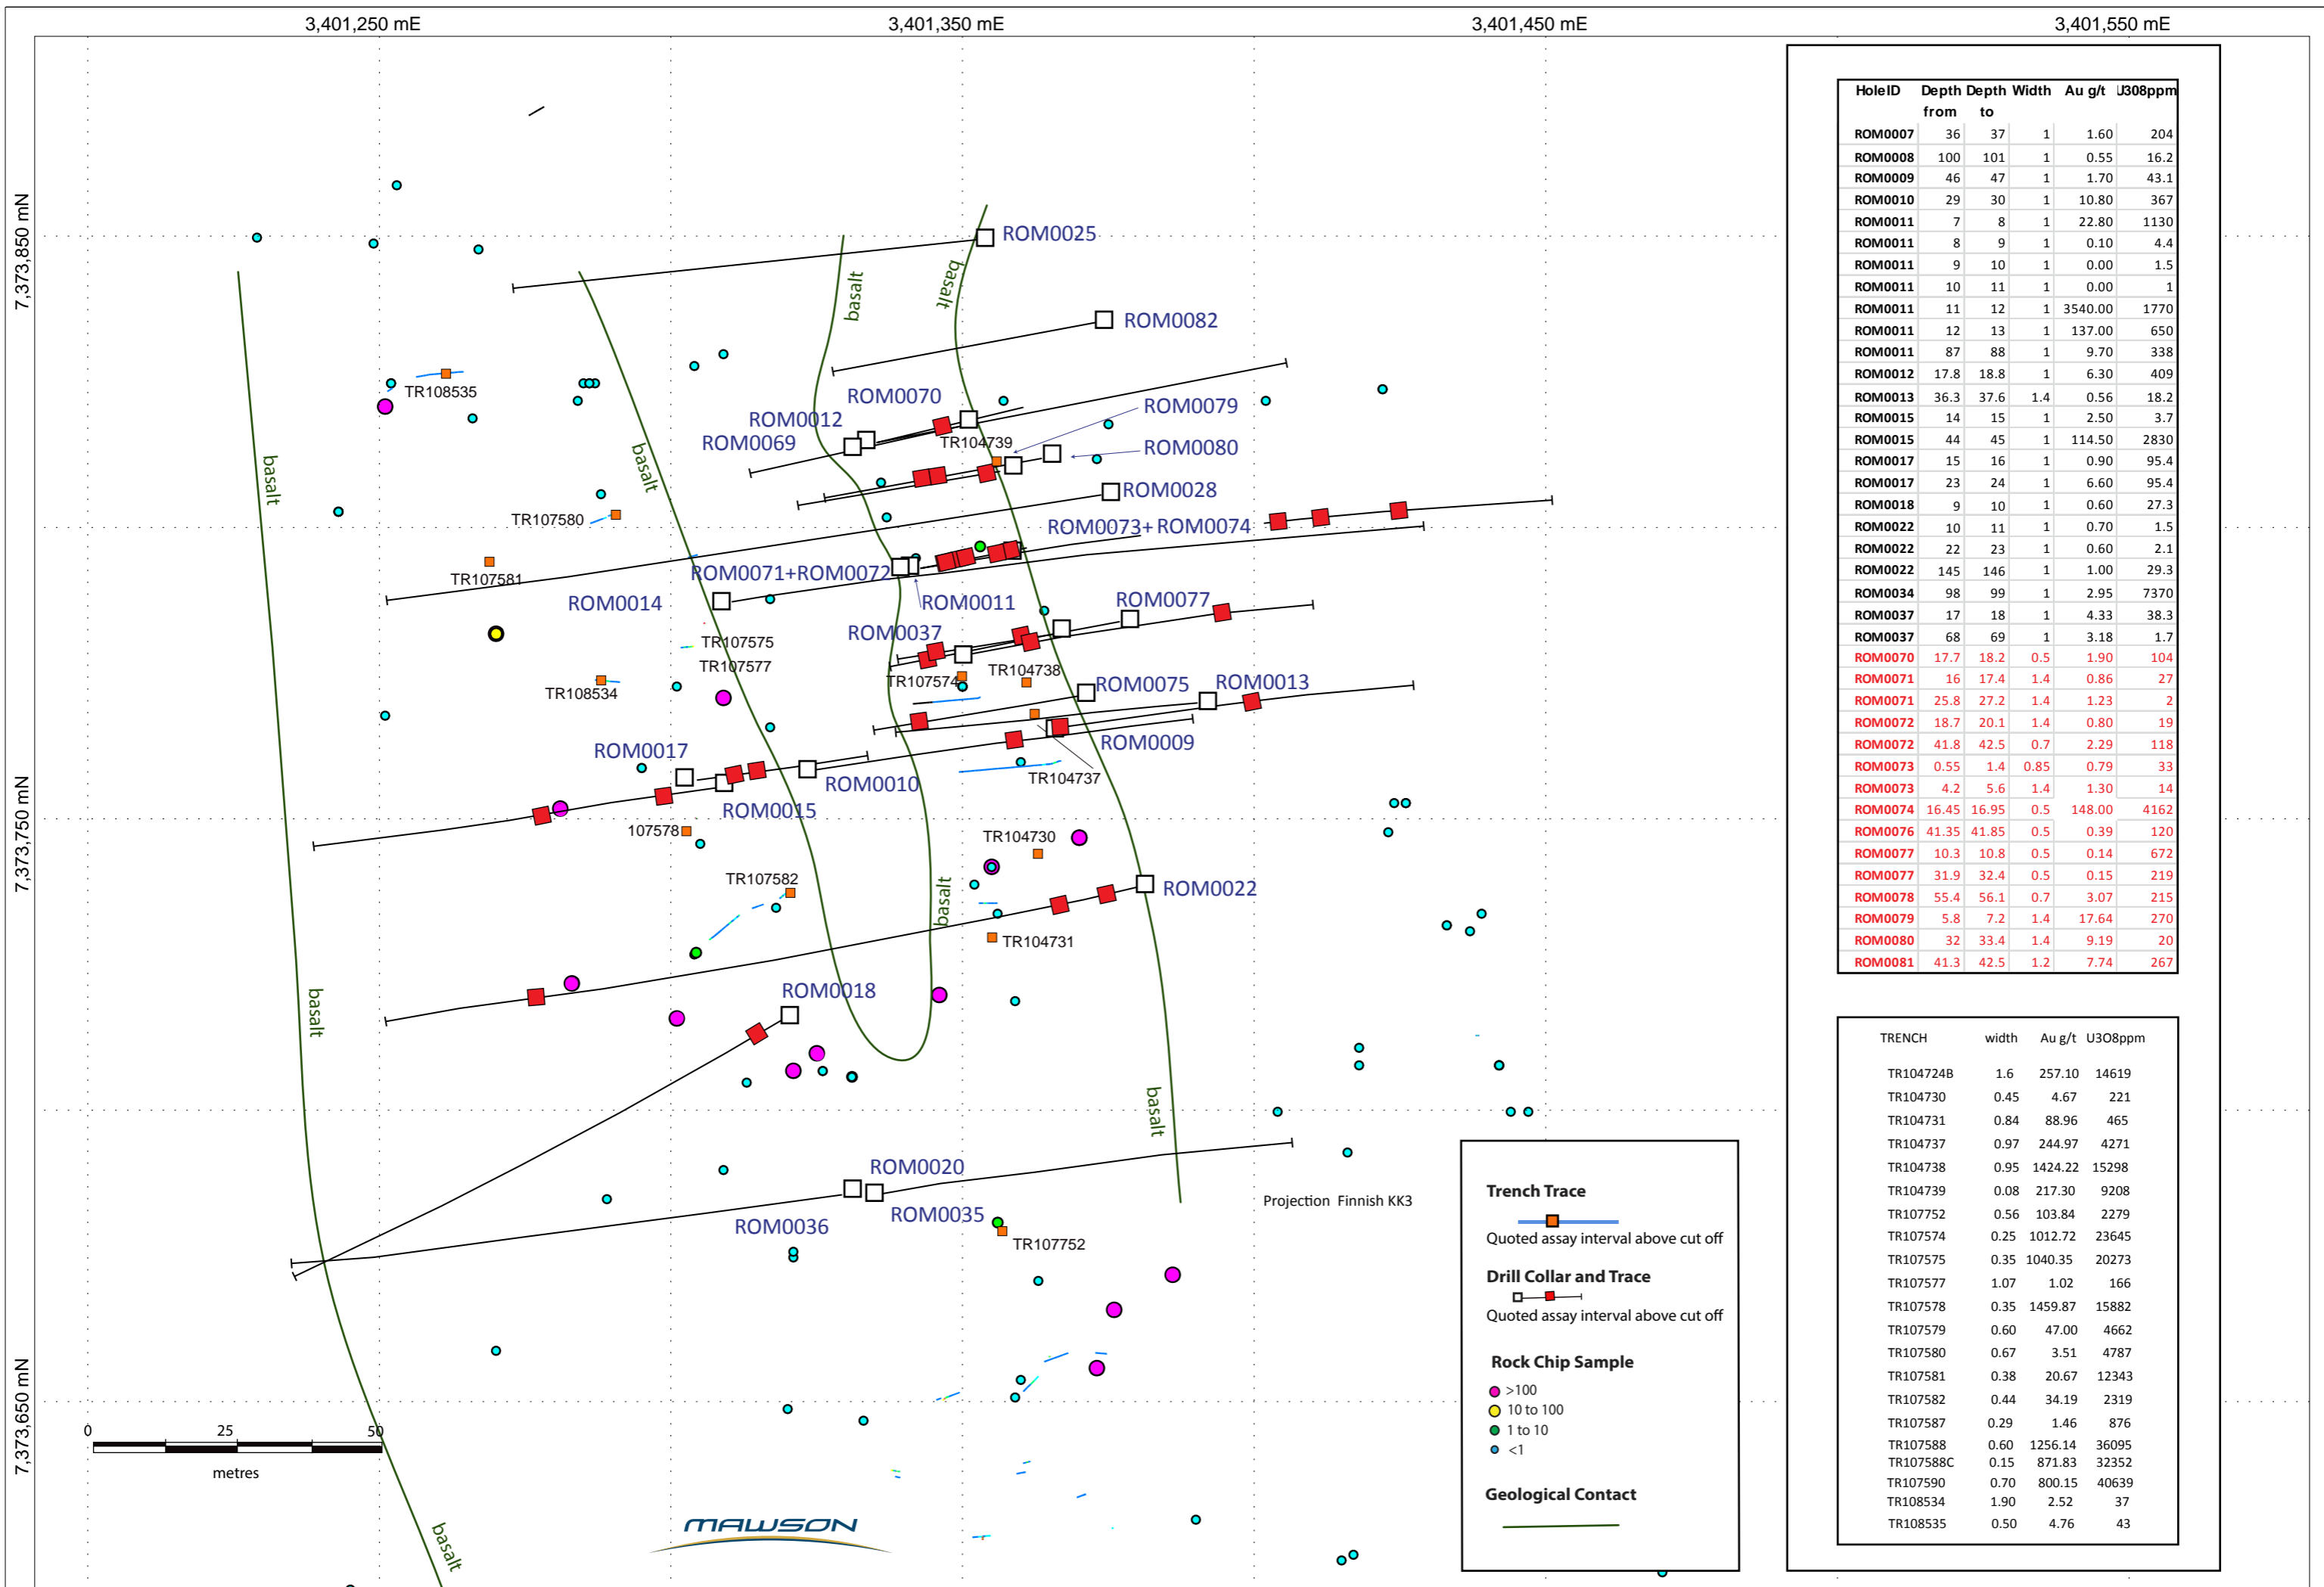 3,401,250 mE 3,401,350 mE 3,401,450 mE 3,401,550 mE
7,373,850 mN
7,373,750 mN
7,373,650 mN
ROM0025
basalt
basalt
ROM0082
TR108535
ROM0070
ROM0079
ROM0012
ROM0069
TR104739
ROM0080
basalt
basalt
ROM0028
TR107580
ROM0073+ROM0074
TR107581
ROM0071+ROM0072
ROM0014
ROM0011
ROM0077
ROM0037
TR107575
TR107577
TR104738
TR107574
TR108534
ROM0075
ROM0013
ROM0017
ROM0009
TR104737
ROM0010
ROM0015
107578
TR104730
TR107582
ROM0022
basalt
TR104731
ROM0018
basalt
basalt
ROM0020
ROM0035
ROM0036
Projection Finnish KK3
TR107752
basalt
0 25 50
metres
MAWSON
Trench Trace
Quoted assay interval above cut off
Drill Collar and Trace
Quoted assay interval above cut off
Rock Chip Sample
>100
10 to 100
1 to 10
<1
Geological Contact
HoleID Depth Depth Width Au g/t U308ppm
from to
ROM0007 36 37 1 1.60 204
ROM0008 100 101 1 0.55 16.2
ROM0009 46 47 1 1.70 43.1
ROM0010 29 30 1 10.80 367
ROM0011 7 8 1 22.80 1130
ROM0011 8 9 1 0.10 4.4
ROM0011 9 10 1 0.00 1.5
ROM0011 10 11 1 0.00 1
ROM0011 11 12 1 3540.00 1770
ROM0011 12 13 1 137.00 650
ROM0011 87 88 1 9.70 338
ROM0012 17.8 18.8 1 6.30 409
ROM0013 36.3 37.6 1.4 0.56 18.2
ROM0015 14 15 1 2.50 3.7
ROM0015 44 45 1 114.50 2830
ROM0017 15 16 1 0.90 95.4
ROM0017 23 24 1 6.60 95.4
ROM0018 9 10 1 0.60 27.3
ROM0022 10 11 1 0.70 1.5
ROM0022 22 23 1 0.60 2.1
ROM0022 145 146 1 1.00 29.3
ROM0034 98 99 1 2.95 7370
ROM0037 17 18 1 4.33 38.3
ROM0037 68 69 1 3.18 1.7
ROM0070 17.7 18.2 0.5 1.90 104
ROM0071 16 17.4 1.4 0.86 27
ROM0071 25.8 27.2 1.4 1.23 2
ROM0072 18.7 20.1 1.4 0.80 19
ROM0072 41.8 42.5 0.7 2.29 118
ROM0073 0.55 1.4 0.85 0.79 33
ROM0073 4.2 5.6 1.4 1.30 14
ROM0074 16.45 16.95 0.5 148.00 4162
ROM0076 41.35 41.85 0.5 0.39 120
ROM0077 10.3 10.8 0.5 0.14 672
ROM0077 31.9 32.4 0.5 0.15 219
ROM0078 55.4 56.1 0.7 3.07 215
ROM0079 5.8 7.2 1.4 17.64 270
ROM0080 32 33.4 1.4 9.19 20
ROM0081 41.3 42.5 1.2 7.74 267
TRENCH width Au g/t U3O8ppm
TR104724B 1.6 257.10 14619
TR104730 0.45 4.67 221
TR104731 0.84 88.96 465
TR104737 0.97 244.97 4271
TR104738 0.95 1424.22 15298
TR104739 0.08 217.30 9208
TR107752 0.56 103.84 2279
TR107574 0.25 1012.72 23645
TR107575 0.35 1040.35 20273
TR107577 1.07 1.02 166
TR107578 0.35 1459.87 15882
TR107579 0.60 47.00 4662
TR107580 0.67 3.51 4787
TR107581 0.38 20.67 12343
TR107582 0.44 34.19 2319
TR107587 0.29 1.46 876
TR107588 0.60 1256.14 36095
TR107588C 0.15 871.83 32352
TR107590 0.70 800.15 40639
TR108534 1.90 2.52 37
TR108535 0.50 4.76 43